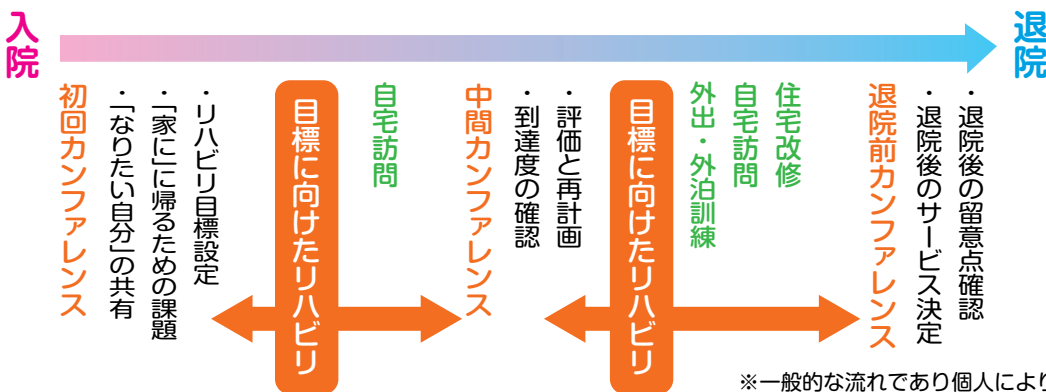 入院
退院
初回カンファレンス
・「なりたい自分」の共有
・「家に」に帰るための課題
・リハビリ目標設定
目標に向けたリハビリ
自宅訪問
中間カンファレンス
・到達度の確認
・評価と再計画
目標に向けたリハビリ
外出・外泊訓練
自宅訪問
住宅改修
退院前カンファレンス
・退院後のサービス決定
・退院後の留意点確認
※一般的な流れであり個人により